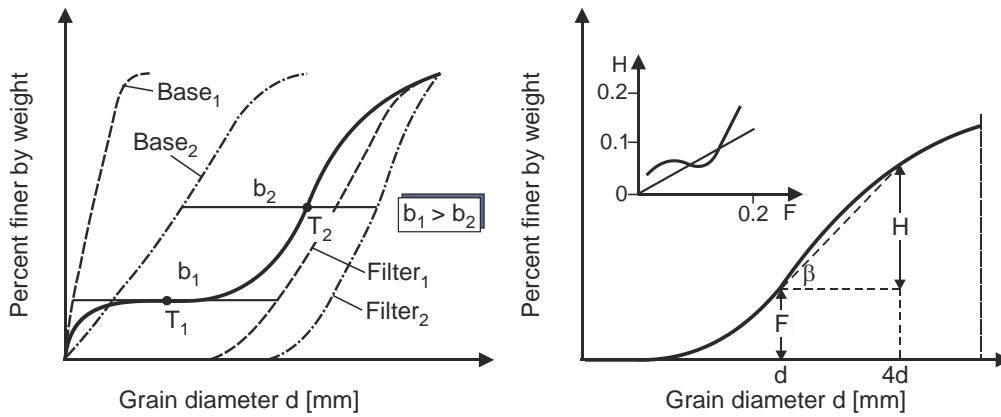 Percent finer by weight
Base₁
Base₂
b₂
T₂
b₁ > b₂
b₁
T₁
Filter₁
Filter₂
Grain diameter d [mm]
Percent finer by weight
H
0.2
0.1
0
F
0.2
H
β
F
d
4d
Grain diameter d [mm]